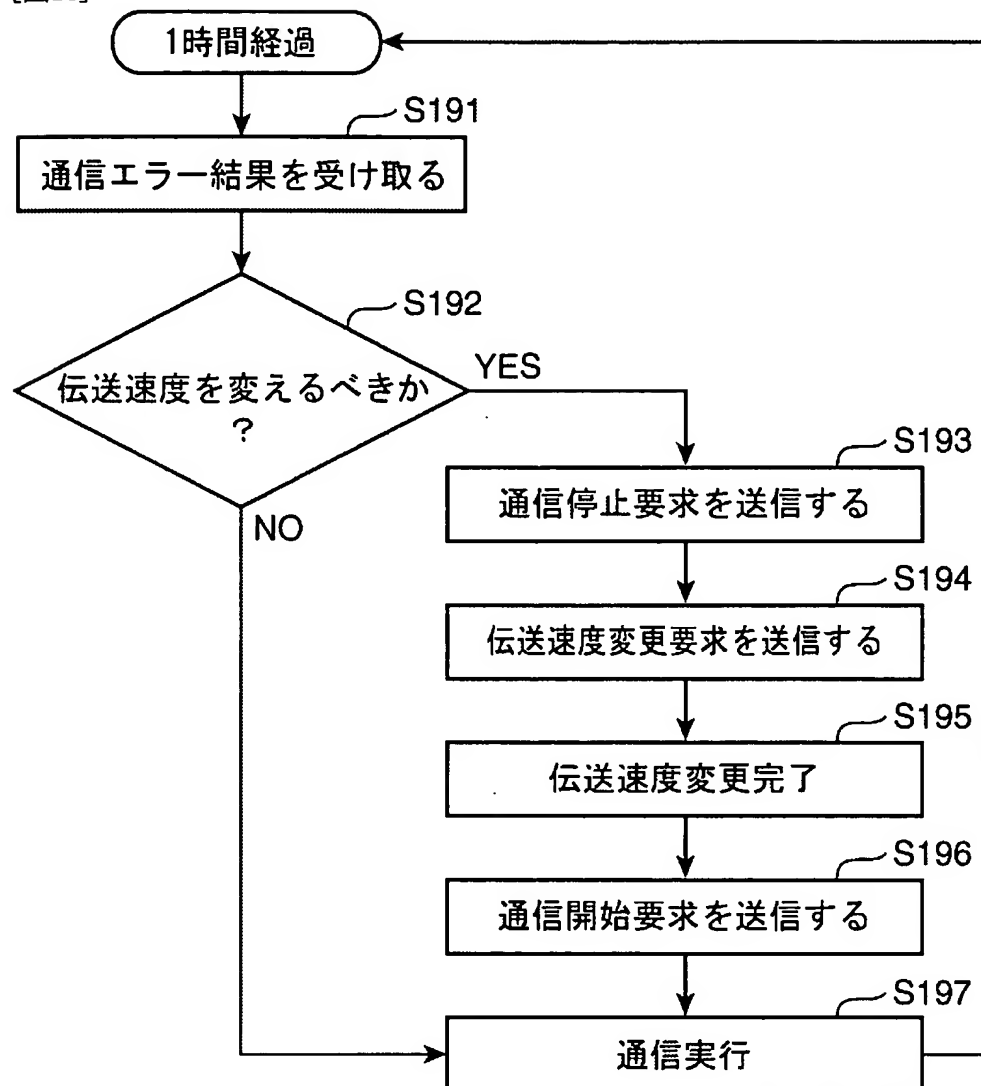 1時間経過
S191
通信エラー結果を受け取る
S192
伝送速度を変えるべきか
?
YES
NO
S193
通信停止要求を送信する
S194
伝送速度変更要求を送信する
S195
伝送速度変更完了
S196
通信開始要求を送信する
S197
通信実行